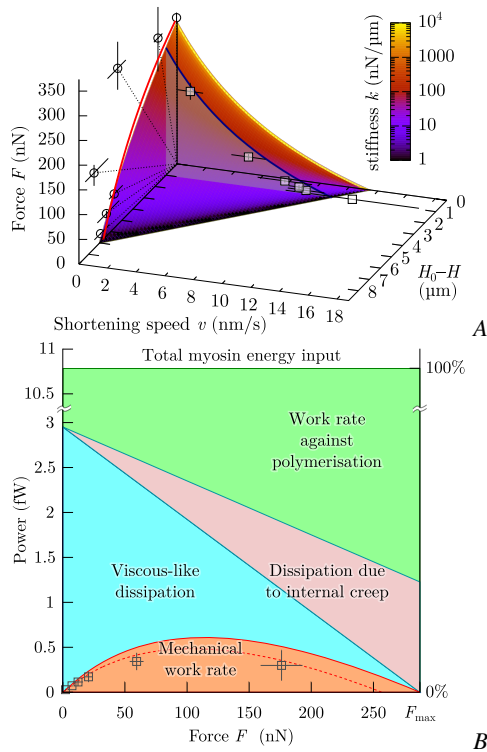 10⁴
1000
100
10
1
stiffness k (nN/µm)
350
300
250
200
150
100
50
0
Force F (nN)
0
2
4
6
8
10
12
14
16
18
Shortening speed v (nm/s)
0
1
2
3
4
5
6
7
8
H₀–H
(µm)
A
11
10.5
3
2.5
2
1.5
1
0.5
0
Power (fW)
Total myosin energy input
100%
Work rate
against
polymerisation
Viscous-like
dissipation
Dissipation due
to internal creep
Mechanical
work rate
0%
0
50
100
150
200
250
Fmax
Force F (nN)
B